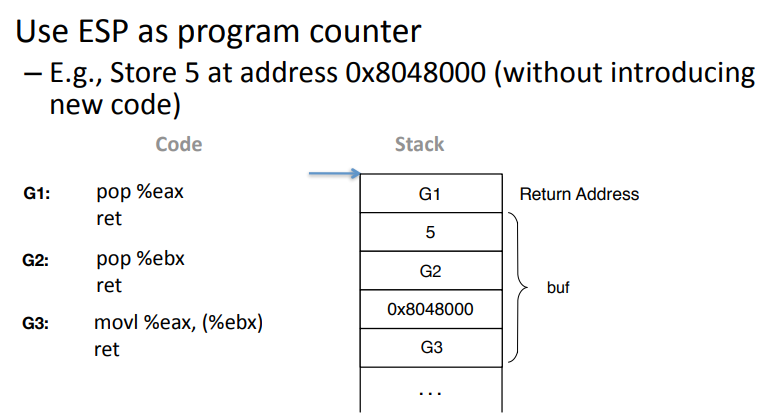 Use ESP as program counter
– E.g., Store 5 at address 0x8048000 (without introducing
new code)
Code
Stack
G1: pop %eax
ret
G2: pop %ebx
ret
G3: movl %eax, (%ebx)
ret
G1
5
G2
0x8048000
G3
...
Return Address
buf